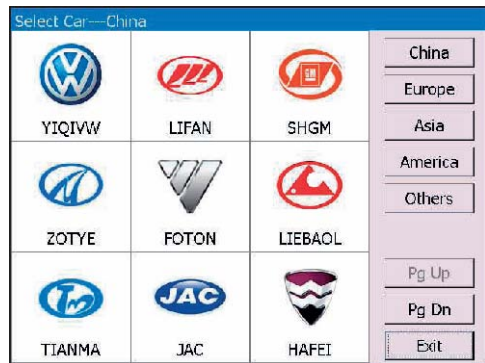 Select Car----China
YIQIVW
LIFAN
SHGM
ZOTYE
FOTON
LIEBAOL
TIANMA
JAC
JAC
HAFEI
China
Europe
Asia
America
Others
Pg Up
Pg Dn
Exit